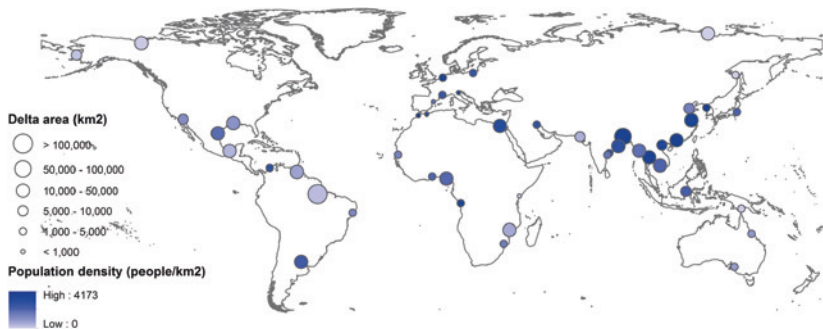 Delta area (km2)
> 100,000
50,000 - 100,000
10,000 - 50,000
5,000 - 10,000
1,000 - 5,000
< 1,000
Population density (people/km2)
High : 4173
Low : 0